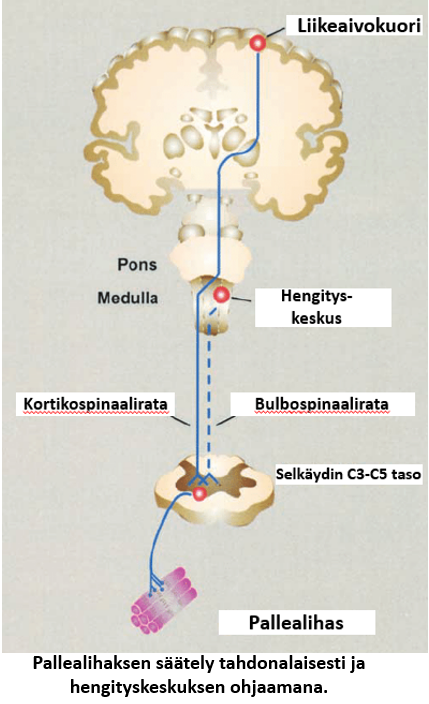 Liikeaivokuori
Pons
Medulla
Hengitys-
keskus
Kortikospinaalirata
Bulbospinaalirata
Selkäydin C3-C5 taso
Pallealihas
Pallealihaksen säätely tahdonalaisesti ja
hengityskeskuksen ohjaamana.